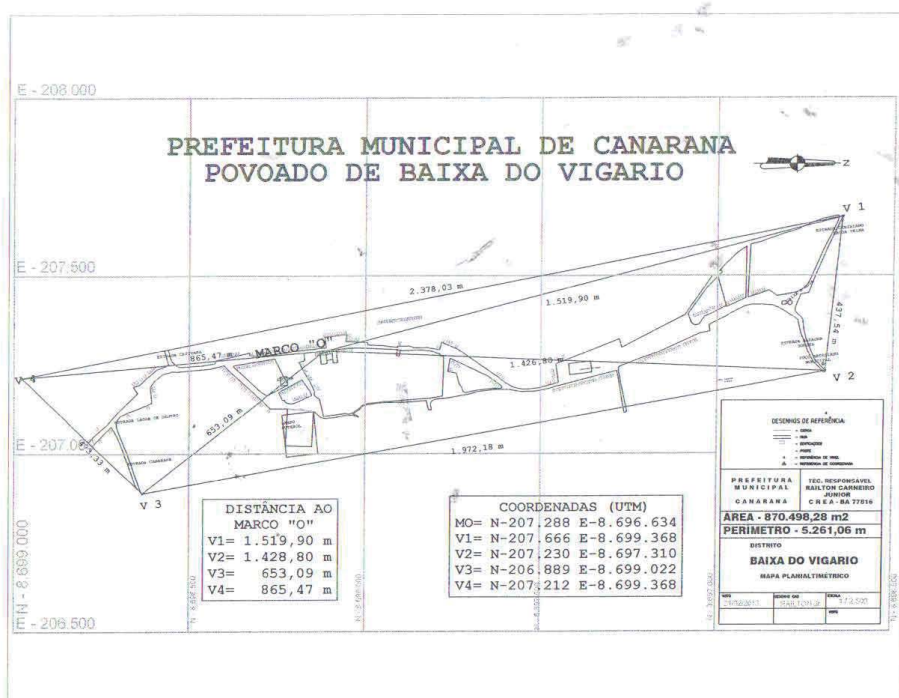 E - 208 000
PREFEITURA MUNICIPAL DE CANARANA
POVOADO DE BAIXA DO VIGARIO
Z
V 1
E - 207.500
2.378,03 m
1.519,90 m
437,54 m
MARCO "O"
865,47 m
1.426,80 m
V 4
V 2
653,09 m
E - 207.000
1.972,18 m
V 3
DISTÂNCIA AO
MARCO "O"
V1= 1.519,90 m
V2= 1.428,80 m
V3= 653,09 m
V4= 865,47 m
COORDENADAS (UTM)
MO= N-207.288 E-8.696.634
V1= N-207.666 E-8.699.368
V2= N-207.230 E-8.697.310
V3= N-206.889 E-8.699.022
V4= N-207.212 E-8.699.368
DESENHOS DE REFERÊNCIA:
PREFEITURA
MUNICIPAL
CANARANA
TEC. RESPONSAVEL
RAILTON CARNEIRO
JUNIOR
CREA - BA 77816
ÁREA - 870.498,28 m2
PERÍMETRO - 5.261,06 m
DISTRITO
BAIXA DO VIGARIO
MAPA PLANIALTIMÉTRICO
N - 8 699 000
E - 206.500